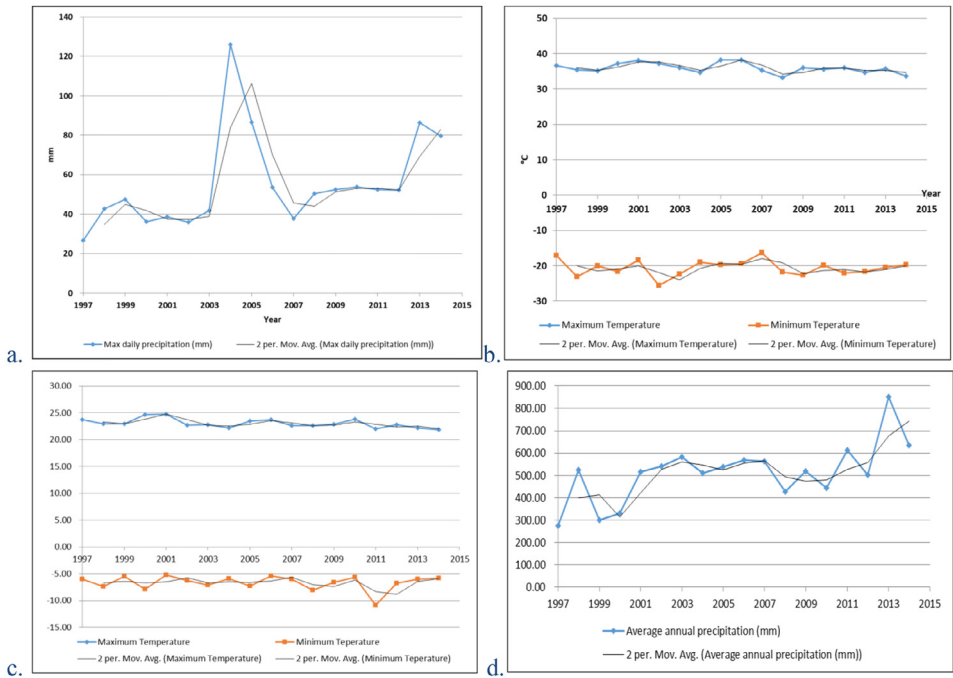 140
120
100
80
60
40
20
0
mm
1997 1999 2001 2003 2005 2007 2009 2011 2013 2015
Year
Max daily precipitation (mm) 2 per. Mov. Avg. (Max daily precipitation (mm))
a.
50
40
30
20
10
0
-10
-20
-30
°C
Year
1997 1999 2001 2003 2005 2007 2009 2011 2013 2015
Maximum Temperature Minimum Teperature
2 per. Mov. Avg. (Maximum Temperature) 2 per. Mov. Avg. (Minimum Teperature)
b.
30.00
25.00
20.00
15.00
10.00
5.00
0.00
-5.00
-10.00
-15.00
1997 1999 2001 2003 2005 2007 2009 2011 2013 2015
Maximum Temperature Minimum Teperature
2 per. Mov. Avg. (Maximum Temperature) 2 per. Mov. Avg. (Minimum Teperature)
c.
900.00
800.00
700.00
600.00
500.00
400.00
300.00
200.00
100.00
0.00
1997 1999 2001 2003 2005 2007 2009 2011 2013 2015
Average annual precipitation (mm)
2 per. Mov. Avg. (Average annual precipitation (mm))
d.